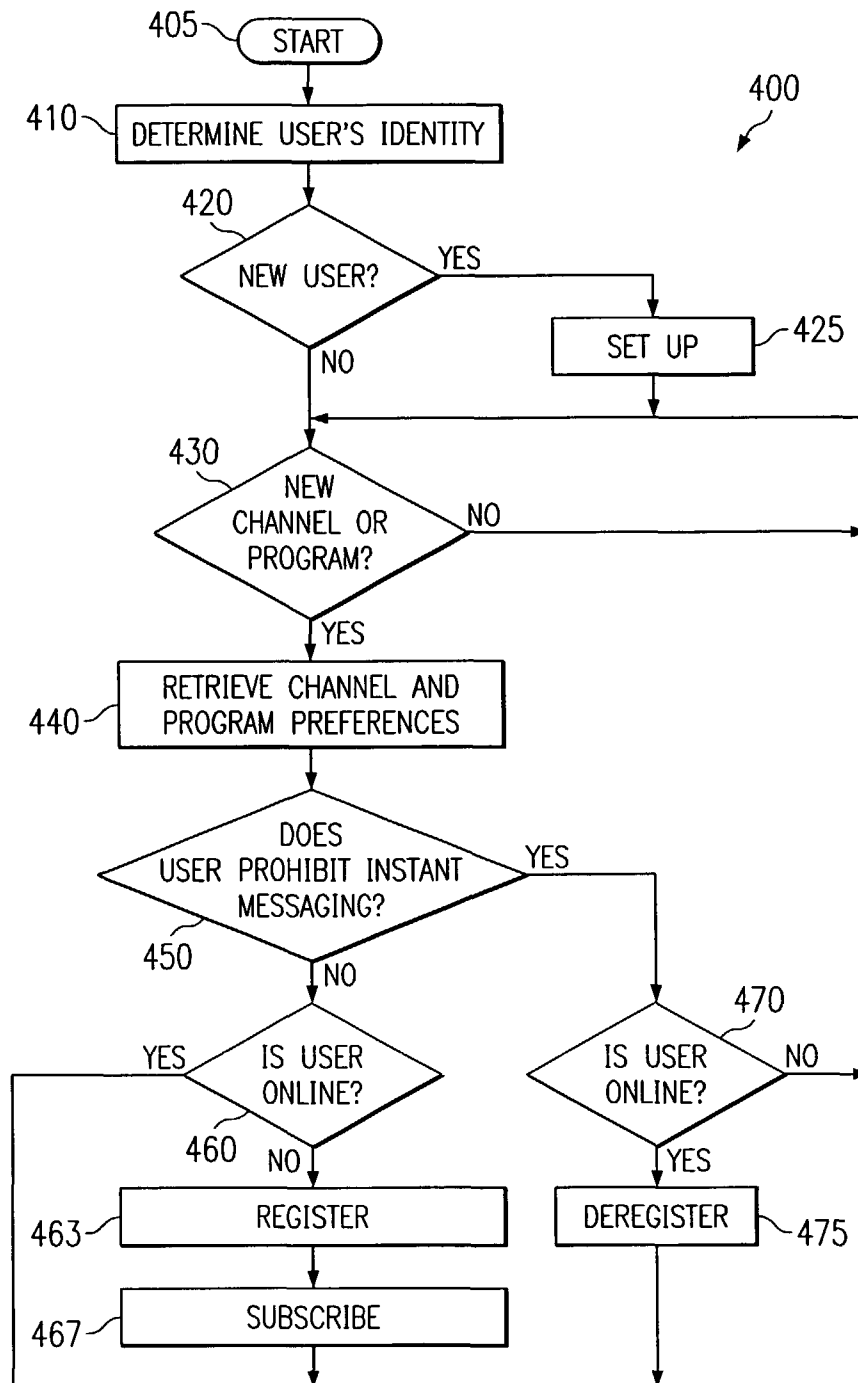 405
START
400
410
DETERMINE USER'S IDENTITY
420
NEW USER?
YES
NO
SET UP
425
430
NEW
CHANNEL OR
PROGRAM?
NO
YES
440
RETRIEVE CHANNEL AND
PROGRAM PREFERENCES
DOES
USER PROHIBIT INSTANT
MESSAGING?
YES
450
NO
470
YES
IS USER
ONLINE?
460
NO
IS USER
ONLINE?
NO
YES
463
REGISTER
DEREGISTER
475
467
SUBSCRIBE